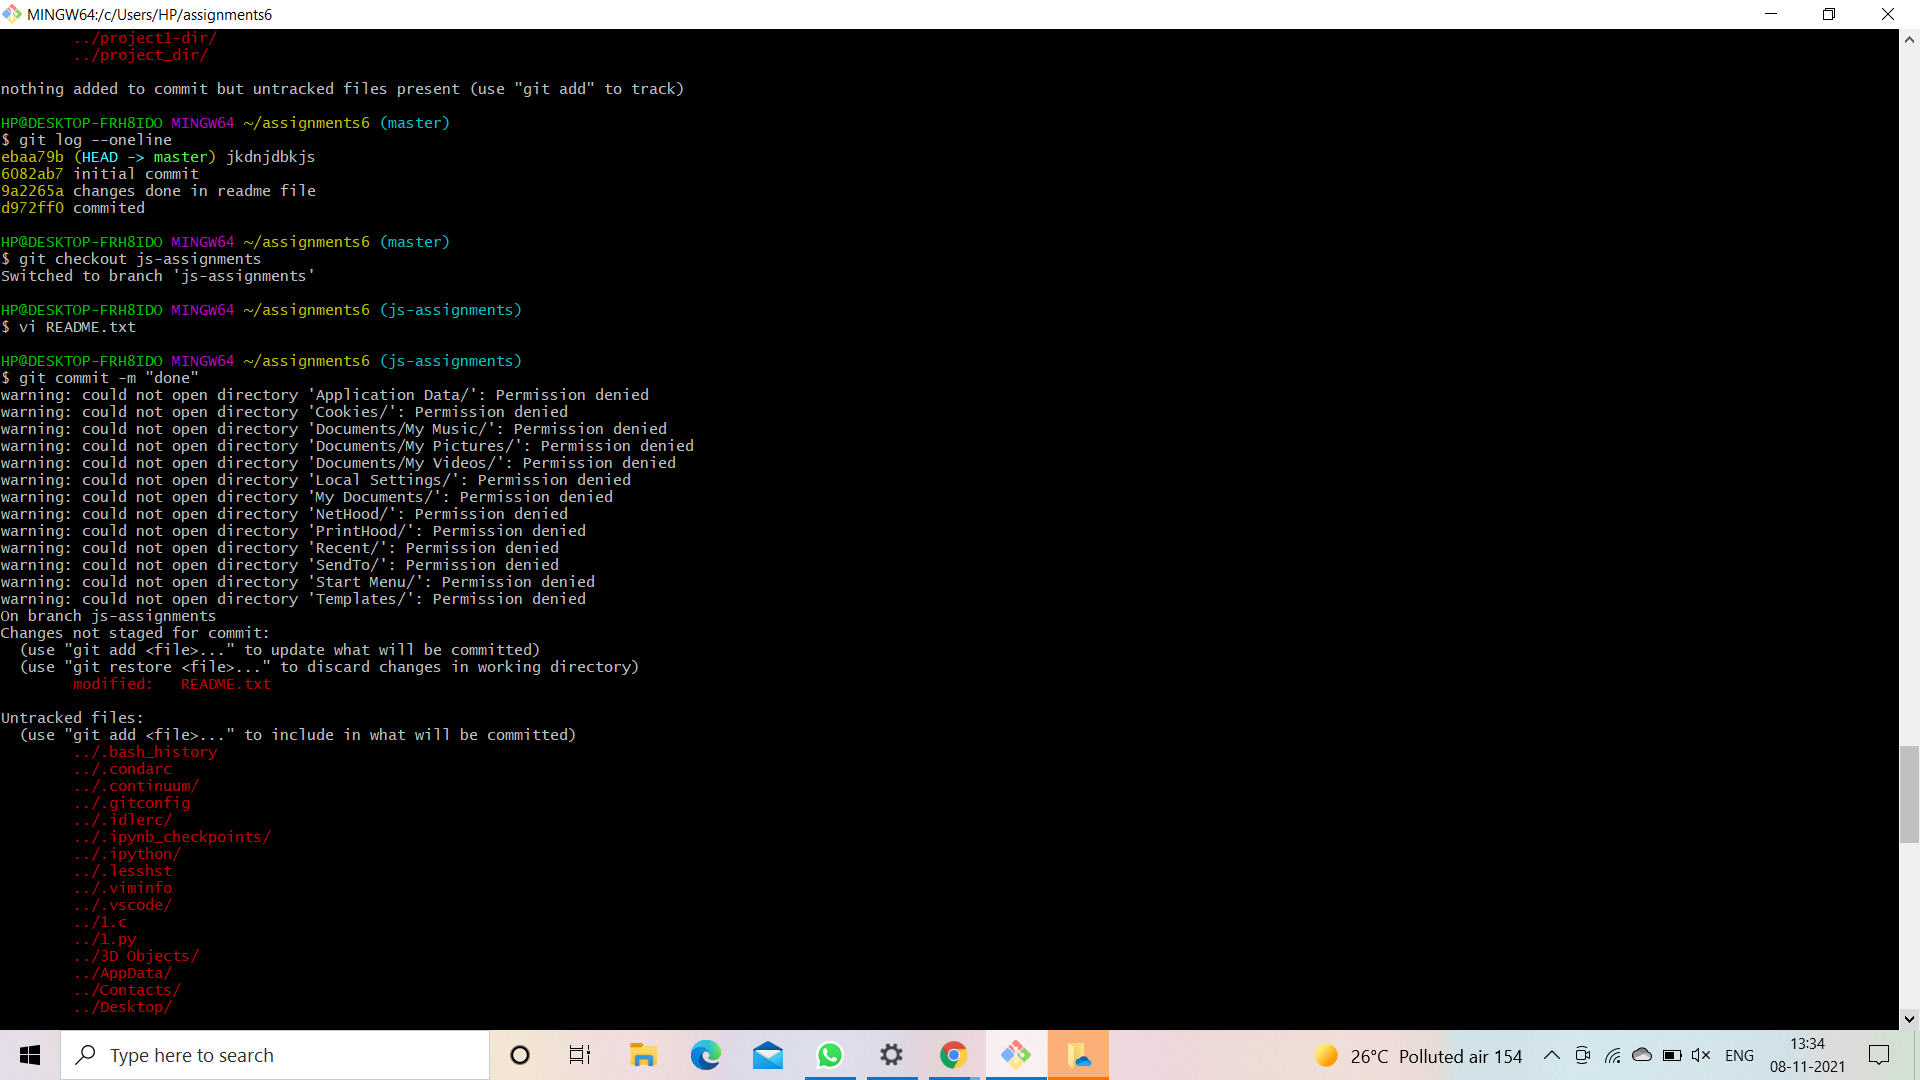 MINGW64:/c/Users/HP/assignments6
../project1-dir/
../project_dir/
nothing added to commit but untracked files present (use "git add" to track)
HP@DESKTOP-FRH8IDO MINGW64 ~/assignments6 (master)
$ git log --oneline
ebaa79b (HEAD -> master) jkdnjdbkjs
6082ab7 initial commit
9a2265a changes done in readme file
d972ff0 commited
HP@DESKTOP-FRH8IDO MINGW64 ~/assignments6 (master)
$ git checkout js-assignments
Switched to branch 'js-assignments'
HP@DESKTOP-FRH8IDO MINGW64 ~/assignments6 (js-assignments)
$ vi README.txt
HP@DESKTOP-FRH8IDO MINGW64 ~/assignments6 (js-assignments)
$ git commit -m "done"
warning: could not open directory 'Application Data/': Permission denied
warning: could not open directory 'Cookies/': Permission denied
warning: could not open directory 'Documents/My Music/': Permission denied
warning: could not open directory 'Documents/My Pictures/': Permission denied
warning: could not open directory 'Documents/My Videos/': Permission denied
warning: could not open directory 'Local Settings/': Permission denied
warning: could not open directory 'My Documents/': Permission denied
warning: could not open directory 'NetHood/': Permission denied
warning: could not open directory 'PrintHood/': Permission denied
warning: could not open directory 'Recent/': Permission denied
warning: could not open directory 'SendTo/': Permission denied
warning: could not open directory 'Start Menu/': Permission denied
warning: could not open directory 'Templates/': Permission denied
On branch js-assignments
Changes not staged for commit:
(use "git add <file>..." to update what will be committed)
(use "git restore <file>..." to discard changes in working directory)
modified: README.txt
Untracked files:
(use "git add <file>..." to include in what will be committed)
../.bash_history
../.condarc
../.continuum/
../.gitconfig
../.idlerc/
../.ipynb_checkpoints/
../.ipython/
../.lesshst
../.viminfo
../.vscode/
../1.c
../1.py
../3D Objects/
../AppData/
../Contacts/
../Desktop/
Type here to search
26°C Polluted air 154
ENG
13:34
08-11-2021